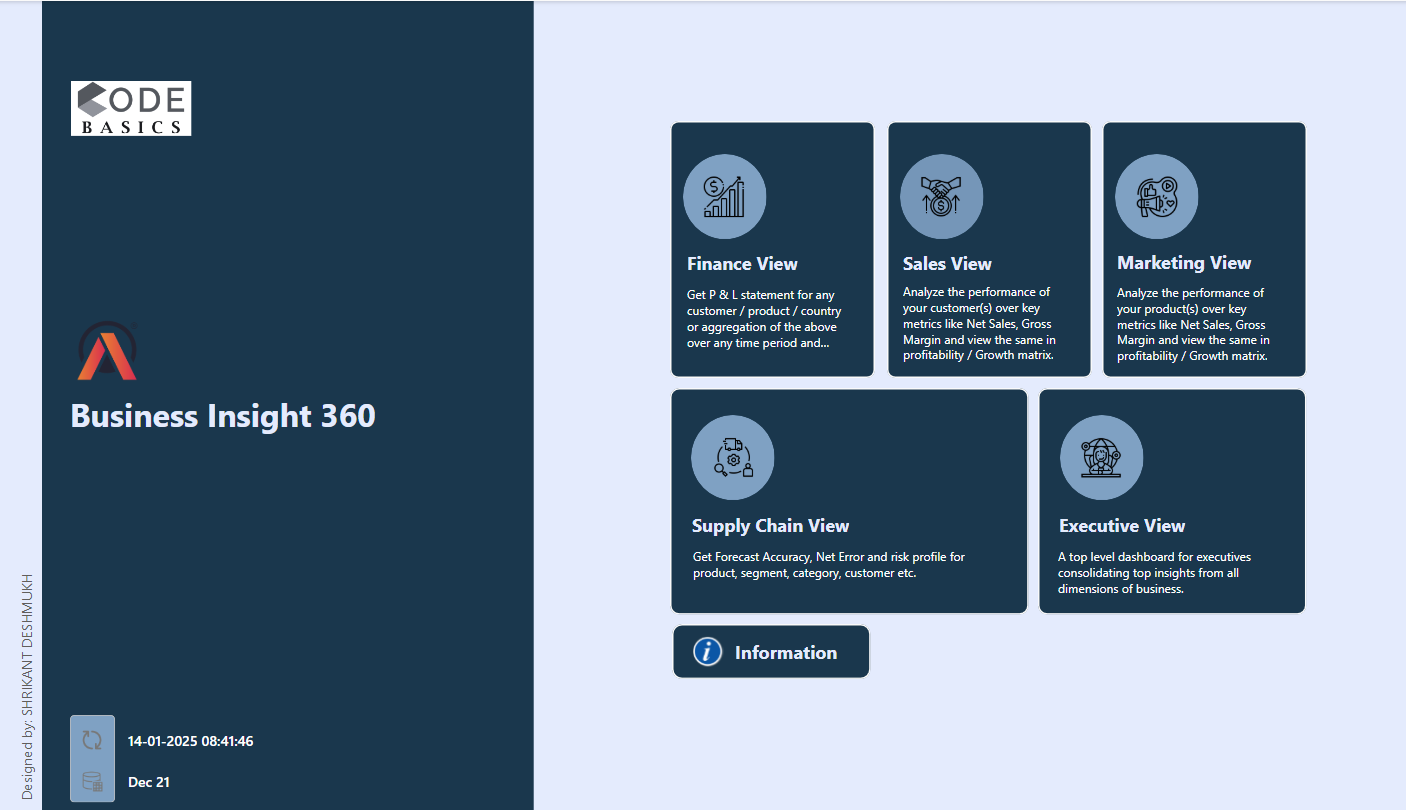 CODE
BASICS
Business Insight 360
14-01-2025 08:41:46
Dec 21
Designed by: SHRIKANT DESHMUKH
Finance View
Get P & L statement for any
customer / product / country
or aggregation of the above
over any time period and...
Sales View
Analyze the performance of
your customer(s) over key
metrics like Net Sales, Gross
Margin and view the same in
profitability / Growth matrix.
Marketing View
Analyze the performance of
your product(s) over key
metrics like Net Sales, Gross
Margin and view the same in
profitability / Growth matrix.
Supply Chain View
Get Forecast Accuracy, Net Error and risk profile for
product, segment, category, customer etc.
Executive View
A top level dashboard for executives
consolidating top insights from all
dimensions of business.
i Information